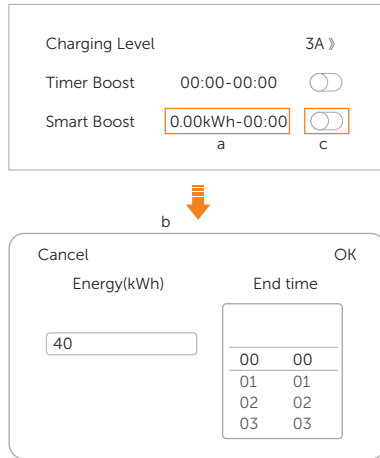 Charging Level 3A 》
Timer Boost 00:00-00:00
Smart Boost 0.00kWh-00:00
a c
b
Cancel OK
Energy(kWh) End time
40
00 00
01 01
02 02
03 03